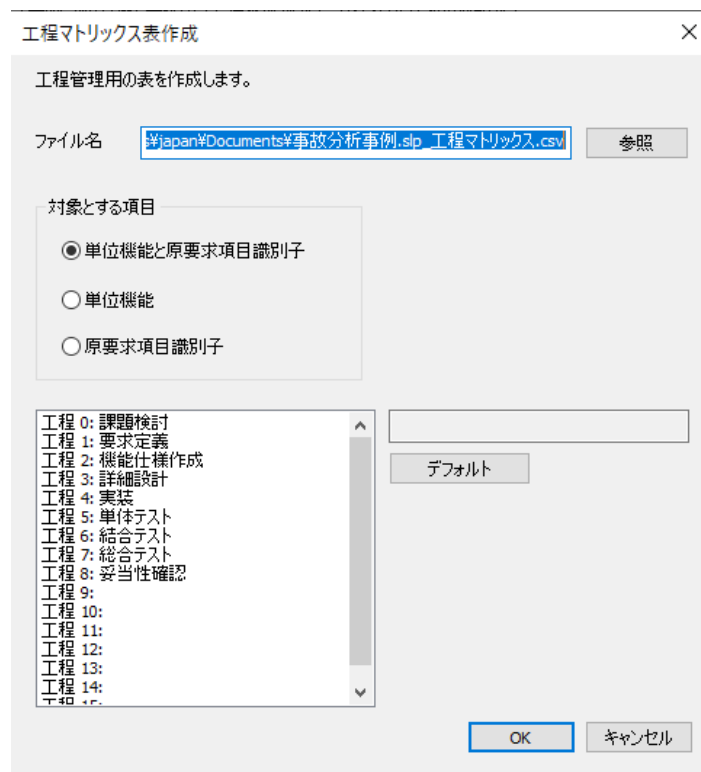 工程マトリックス表作成
工程管理用の表を作成します。
ファイル名
s¥japan¥Documents¥事故分析事例.slp_工程マトリックス.csv
参照
対象とする項目
単位機能と原要求項目識別子
単位機能
原要求項目識別子
工程 0: 課題検討
工程 1: 要求定義
工程 2: 機能仕様作成
工程 3: 詳細設計
工程 4: 実装
工程 5: 単体テスト
工程 6: 結合テスト
工程 7: 総合テスト
工程 8: 妥当性確認
工程 9:
工程 10:
工程 11:
工程 12:
工程 13:
工程 14:
工程 15:
デフォルト
OK
キャンセル